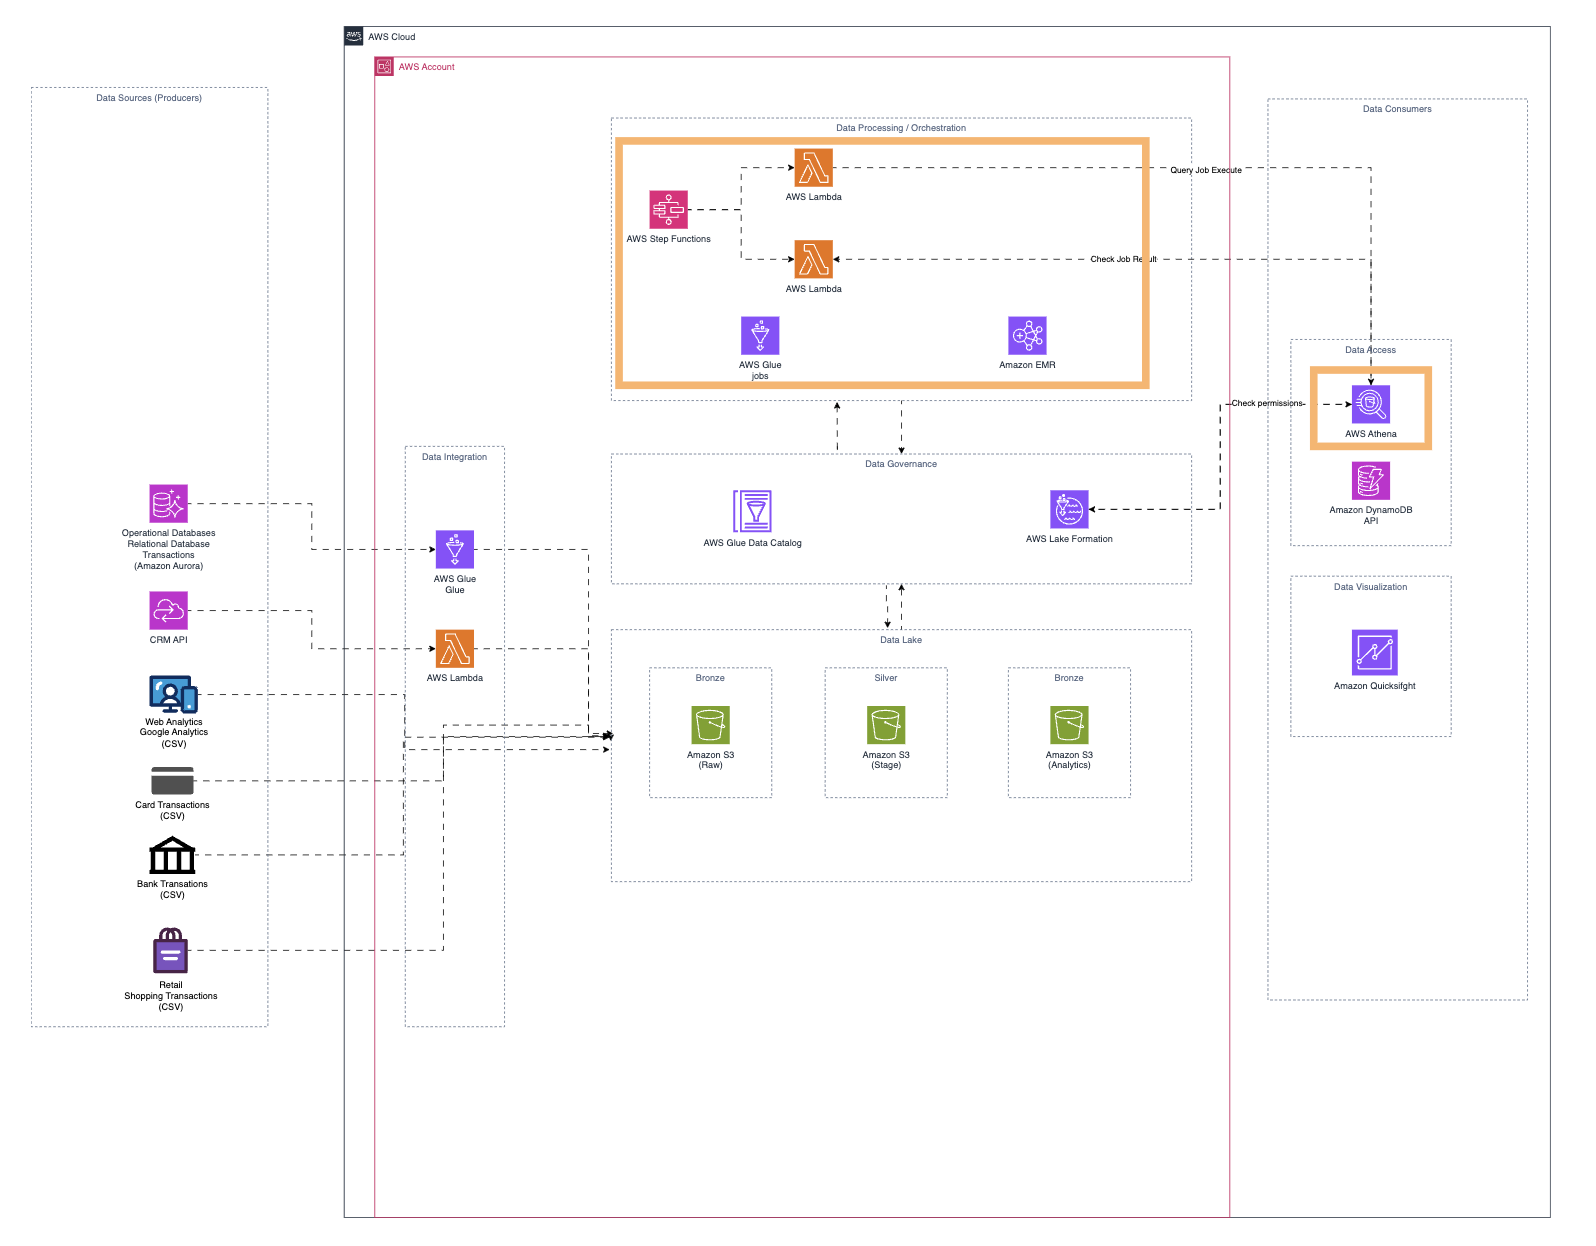 aws
AWS Cloud
AWS Account
Data Sources (Producers)
Operational Databases
Relational Database
Transactions
(Amazon Aurora)
CRM API
Web Analytics
Google Analytics
(CSV)
Card Transactions
(CSV)
Bank Transations
(CSV)
Retail
Shopping Transactions
(CSV)
Data Integration
AWS Glue
Glue
AWS Lambda
Data Processing / Orchestration
AWS Step Functions
AWS Lambda
AWS Lambda
AWS Glue
jobs
Amazon EMR
Query Job Execute
Check Job Result
Data Governance
AWS Glue Data Catalog
AWS Lake Formation
Check permissions
Data Lake
Bronze
Amazon S3
(Raw)
Silver
Amazon S3
(Stage)
Bronze
Amazon S3
(Analytics)
Data Consumers
Data Access
AWS Athena
Amazon DynamoDB
API
Data Visualization
Amazon Quicksifght